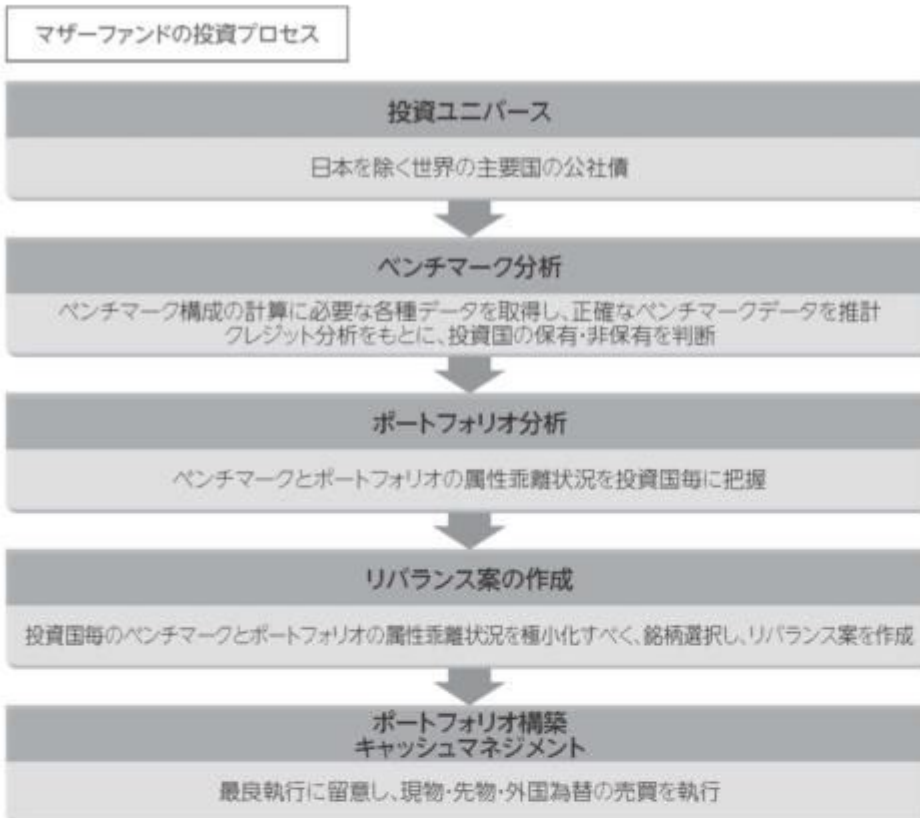 マザーファンドの投資プロセス
投資ユニバース
日本を除く世界の主要国の公社債
ベンチマーク分析
ベンチマーク構成の計算に必要な各種データを取得し、正確なベンチマークデータを推計
クレジット分析をもとに、投資国の保有・非保有を判断
ポートフォリオ分析
ベンチマークとポートフォリオの属性乖離状況を投資国毎に把握
リバランス案の作成
投資国毎のベンチマークとポートフォリオの属性乖離状況を極小化すべく、銘柄選択し、リバランス案を作成
ポートフォリオ構築
キャッシュマネジメント
最良執行に留意し、現物・先物・外国為替の売買を執行